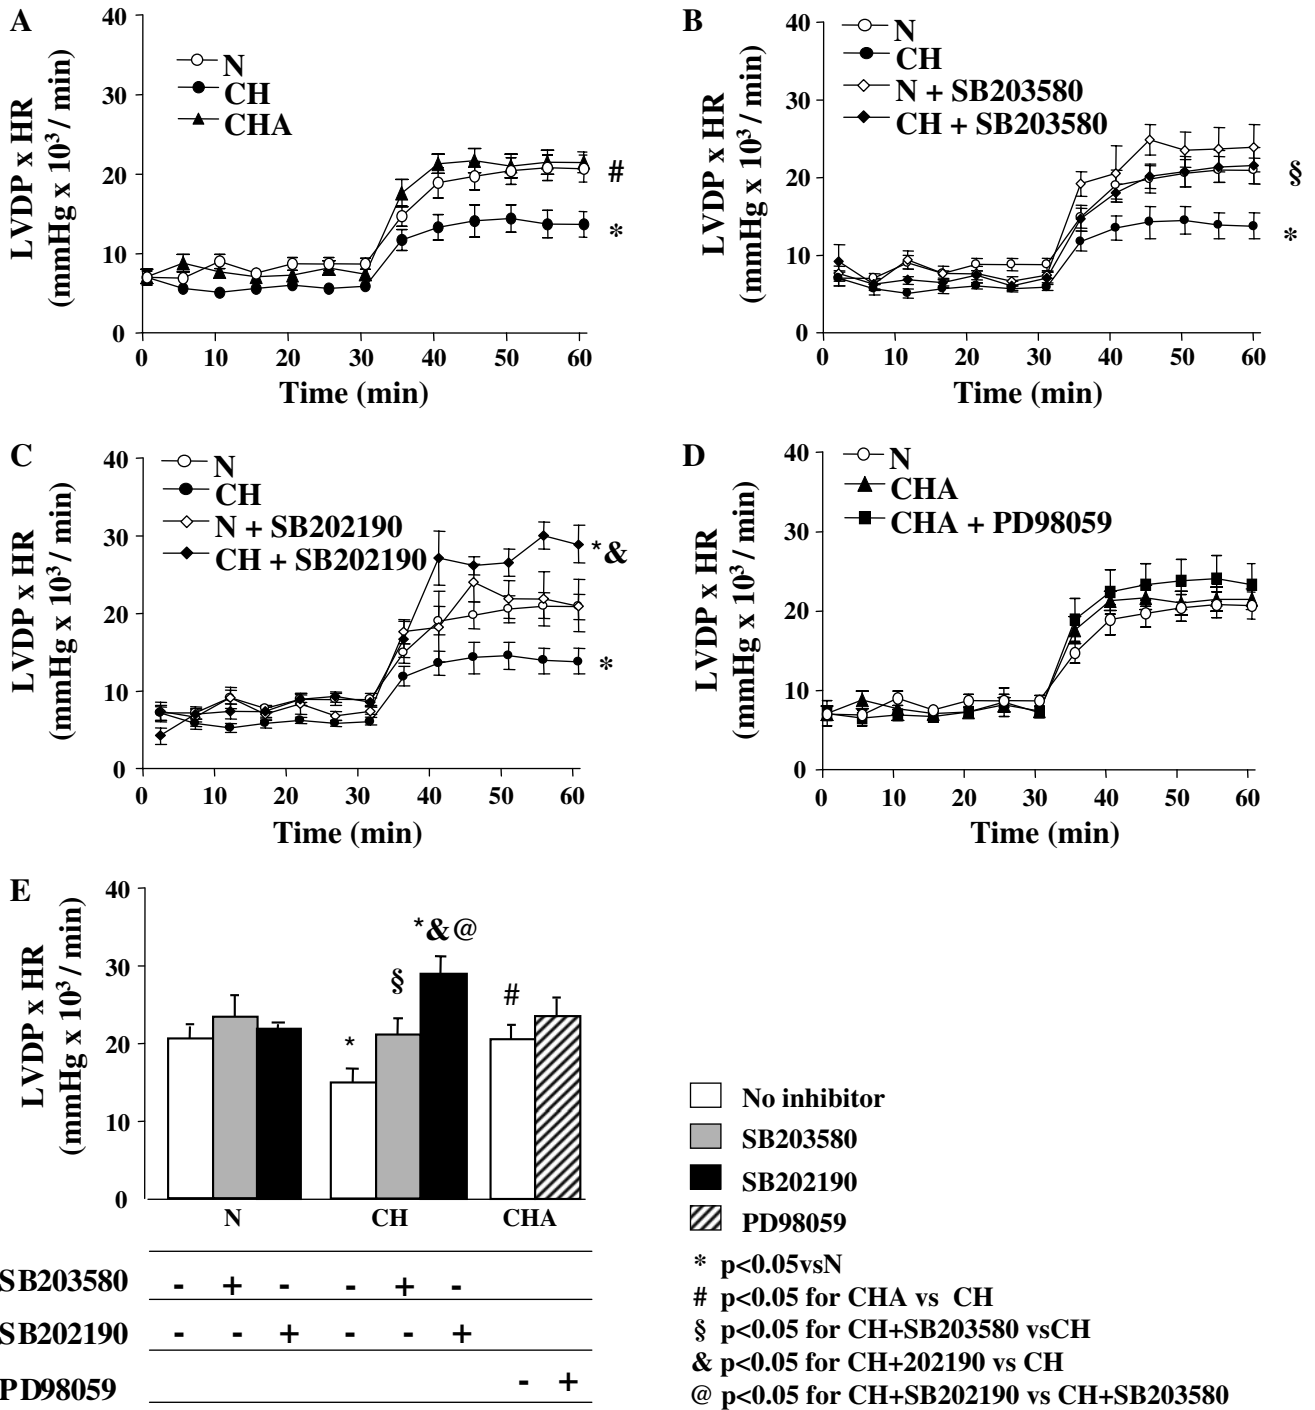 A
40
30
20
10
0
LVDP x HR
(mmHg x 10³ / min)
N
CH
CHA
#
*
0 10 20 30 40 50 60
Time (min)
B
40
30
20
10
0
LVDP x HR
(mmHg x 10³ / min)
N
CH
N + SB203580
CH + SB203580
§
*
0 10 20 30 40 50 60
Time (min)
C
40
30
20
10
0
LVDP x HR
(mmHg x 10³ / min)
N
CH
N + SB202190
CH + SB202190
*&
*
0 10 20 30 40 50 60
Time (min)
D
40
30
20
10
0
LVDP x HR
(mmHg x 10³ / min)
N
CHA
CHA + PD98059
0 10 20 30 40 50 60
Time (min)
E
40
30
20
10
0
LVDP x HR
(mmHg x 10³ / min)
*
§
*&@
#
N CH CHA
SB203580 - + - - + -
SB202190 - - + - - +
PD98059 - +
No inhibitor
SB203580
SB202190
PD98059
* p<0.05vsN
# p<0.05 for CHA vs CH
§ p<0.05 for CH+SB203580 vsCH
& p<0.05 for CH+202190 vs CH
@ p<0.05 for CH+SB202190 vs CH+SB203580